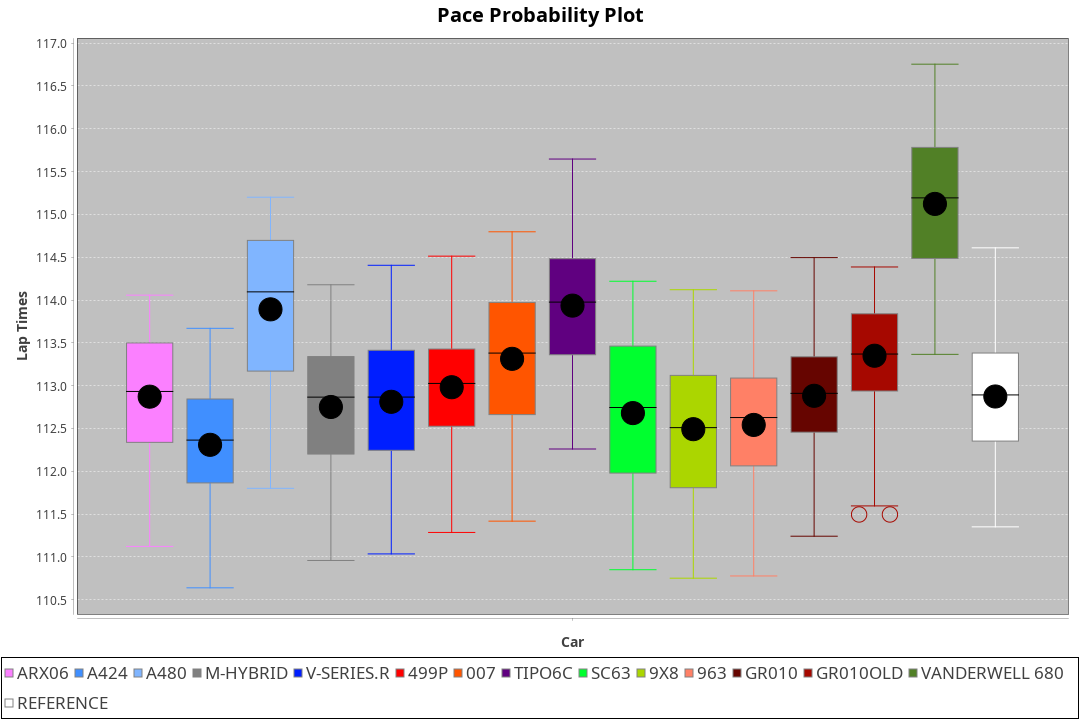 Pace Probability Plot
117.0
116.5
116.0
115.5
115.0
114.5
114.0
113.5
113.0
112.5
112.0
111.5
111.0
110.5
Lap Times
Car
ARX06 A424 A480 M-HYBRID V-SERIES.R 499P 007 TIPO6C SC63 9X8 963 GR010 GR010OLD VANDERWELL 680
REFERENCE